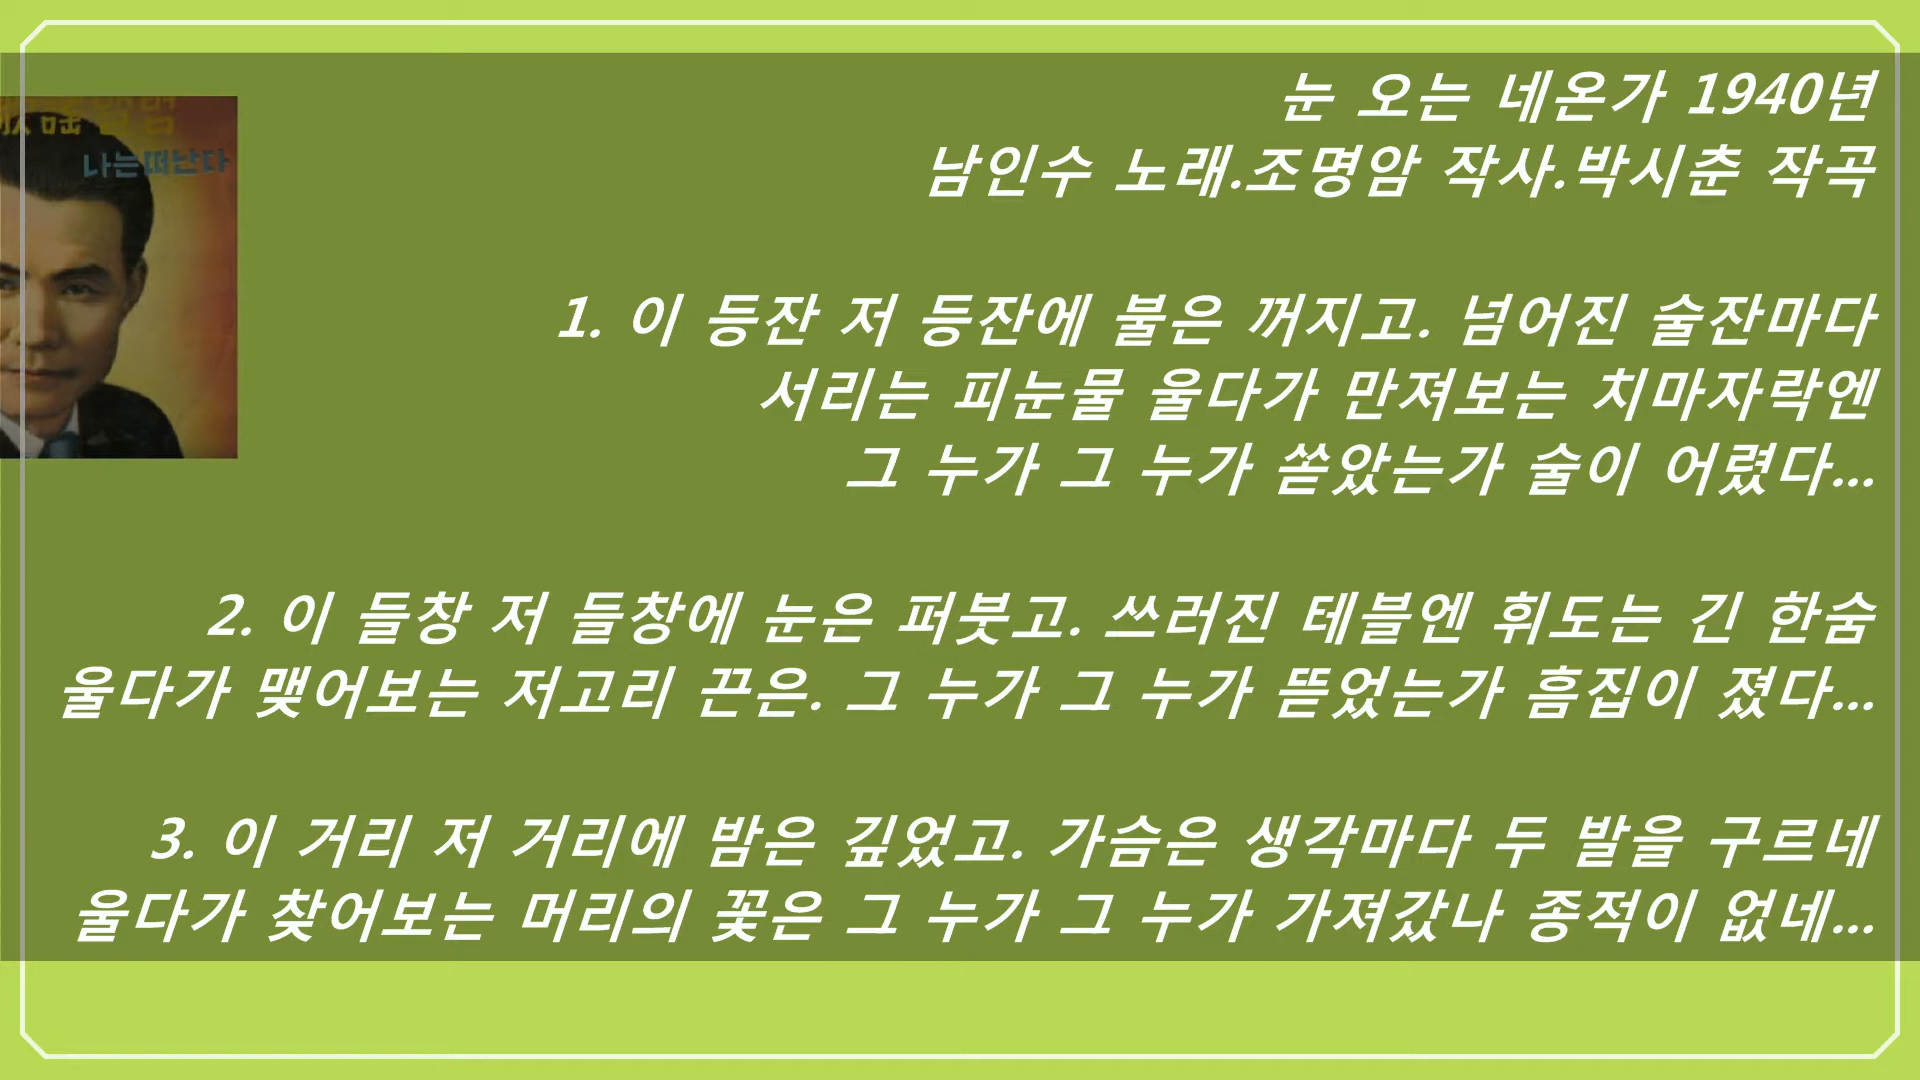 눈 오는 네온가 1940년
남인수 노래.조명암 작사.박시춘 작곡
나는떠난다
1. 이 등잔 저 등잔에 불은 꺼지고. 넘어진 술잔마다
서리는 피눈물 울다가 만져보는 치마자락엔
그 누가 그 누가 쏟았는가 술이 어렸다...
2. 이 들창 저 들창에 눈은 퍼붓고. 쓰러진 테블엔 휘도는 긴 한숨
울다가 맺어보는 저고리 끈은. 그 누가 그 누가 뜯었는가 흠집이 졌다...
3. 이 거리 저 거리에 밤은 깊었고. 가슴은 생각마다 두 발을 구르네
울다가 찾어보는 머리의 꽃은 그 누가 그 누가 가져갔나 종적이 없네...